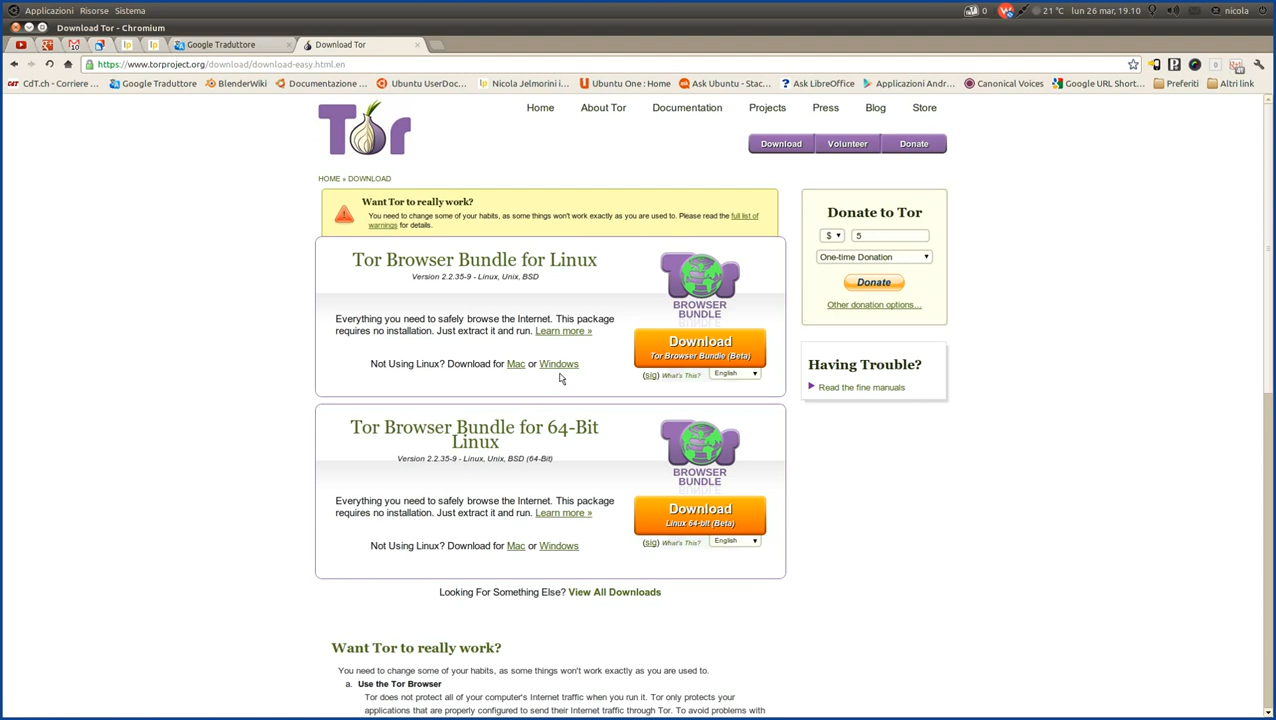 Applicazioni Risorse Sistema
0
21 °C
lun 26 mar, 19.10
nicola
Download Tor - Chromium
Google Traduttore
Download Tor
https://www.torproject.org/download/download-easy.html.en
CdT.ch - Corriere ...
Google Traduttore
BlenderWiki
Documentazione ...
Ubuntu UserDoc...
Nicola Jelmorini in...
Ubuntu One : Home
Ask Ubuntu - Stac...
Ask LibreOffice
Applicazioni Andr...
Canonical Voices
Google URL Short...
Preferiti
Altri link
Tor
Home About Tor Documentation Projects Press Blog Store
Download Volunteer Donate
HOME » DOWNLOAD
Want Tor to really work?
You need to change some of your habits, as some things won't work exactly as you are used to. Please read the full list of
warnings for details.
Tor Browser Bundle for Linux
Version 2.2.35-9 - Linux, Unix, BSD
Everything you need to safely browse the Internet. This package
requires no installation. Just extract it and run. Learn more »
Not Using Linux? Download for Mac or Windows
Tor
BROWSER
BUNDLE
Download
Tor Browser Bundle (Beta)
(sig) What's This? English
Tor Browser Bundle for 64-Bit
Linux
Version 2.2.35-9 - Linux, Unix, BSD (64-Bit)
Everything you need to safely browse the Internet. This package
requires no installation. Just extract it and run. Learn more »
Not Using Linux? Download for Mac or Windows
Tor
BROWSER
BUNDLE
Download
Linux 64-bit (Beta)
(sig) What's This? English
Looking For Something Else? View All Downloads
Donate to Tor
$ 5
One-time Donation
Donate
Other donation options...
Having Trouble?
Read the fine manuals
Want Tor to really work?
You need to change some of your habits, as some things won't work exactly as you are used to.
a. Use the Tor Browser
Tor does not protect all of your computer's Internet traffic when you run it. Tor only protects your
applications that are properly configured to send their Internet traffic through Tor. To avoid problems with